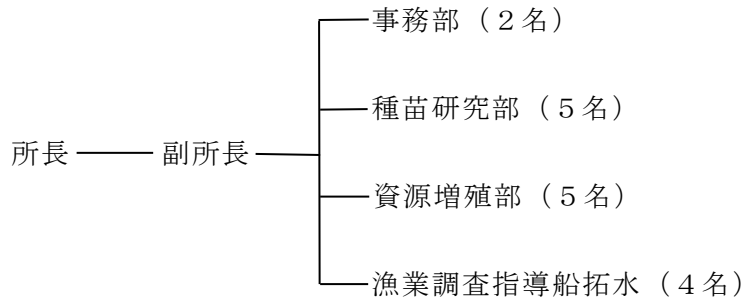 事務部（２名）
種苗研究部（５名）
所長 副所長
資源増殖部（５名）
漁業調査指導船拓水（４名）